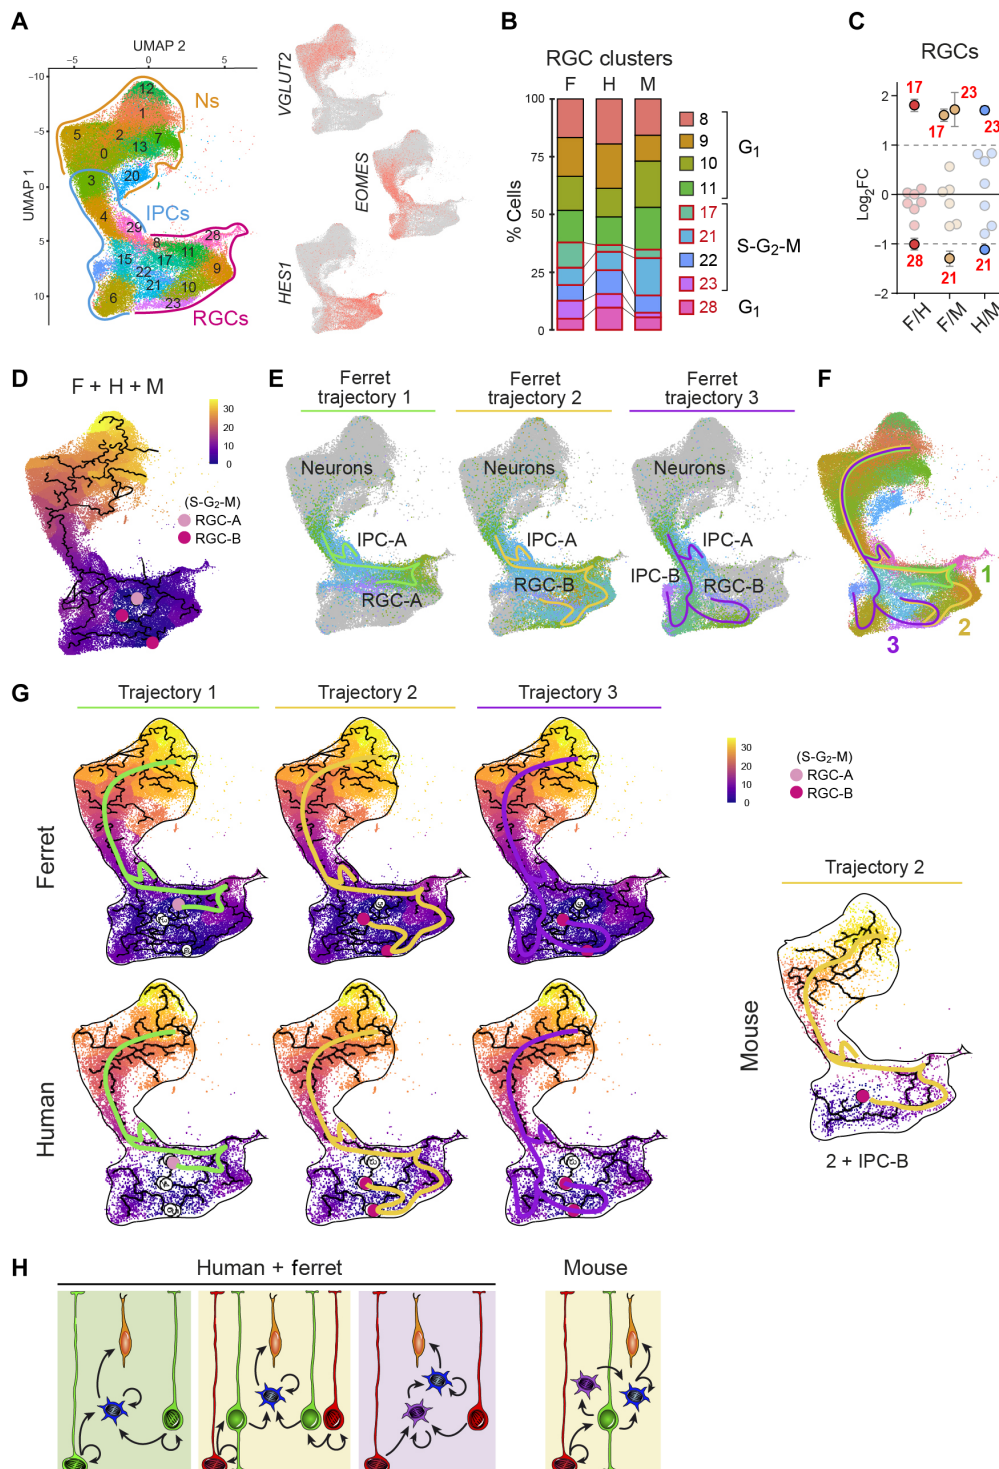 A
UMAP 2
−5
0
5
UMAP 1
−10
−5
0
5
10
Ns
IPCs
RGCs
12
1
5
2
7
13
0
20
3
4
29
28
8
11
15
17
9
22
21
10
6
23
VGLUT2
EOMES
HES1
B
RGC clusters
F H M
% Cells
100
75
50
25
0
8
9
10
11
17
21
22
23
28
G1
S-G2-M
G1
C
RGCs
Log2FC
2
1
0
−1
−2
17
23
17
23
28
21
21
F/H
F/M
H/M
D
F + H + M
30
20
10
0
(S-G2-M)
RGC-A
RGC-B
E
Ferret trajectory 1
Neurons
IPC-A
RGC-A
Ferret trajectory 2
Neurons
IPC-A
RGC-B
Ferret trajectory 3
Neurons
IPC-A
IPC-B
RGC-B
F
1
2
3
G
Trajectory 1
Trajectory 2
Trajectory 3
Ferret
Human
30
20
10
0
(S-G2-M)
RGC-A
RGC-B
Trajectory 2
Mouse
2 + IPC-B
H
Human + ferret
Mouse